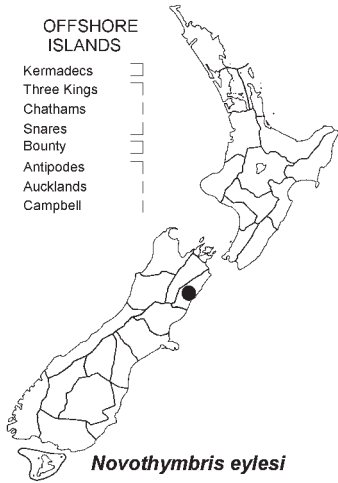 OFFSHORE
ISLANDS
Kermadecs
Three Kings
Chathams
Snares
Bounty
Antipodes
Aucklands
Campbell
Novothymbris eylesi